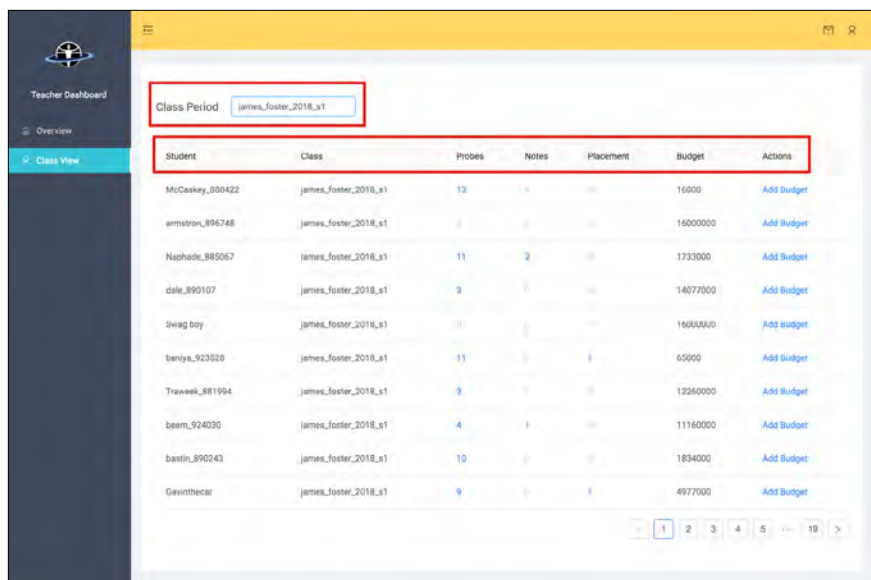 Teacher Dashboard
Overview
Class View
Class Period james_foster_2018_s1
Student Class Probes Notes Placement Budget Actions
McCaskey_880422 james_foster_2018_s1 13 16000 Add Budget
armstron_896748 james_foster_2018_s1 0 16000000 Add Budget
Naphade_885067 james_foster_2018_s1 11 2 1733000 Add Budget
dale_890107 james_foster_2018_s1 3 14077000 Add Budget
Swag boy james_foster_2018_s1 0 16000000 Add Budget
baniya_923528 james_foster_2018_s1 11 1 65000 Add Budget
Traweek_881994 james_foster_2018_s1 12260000 Add Budget
beem_924030 james_foster_2018_s1 4 1 11160000 Add Budget
bastin_890243 james_foster_2018_s1 10 1834000 Add Budget
Gavinthecar james_foster_2018_s1 9 1 4977000 Add Budget
< 1 2 3 4 5 ··· 19 >